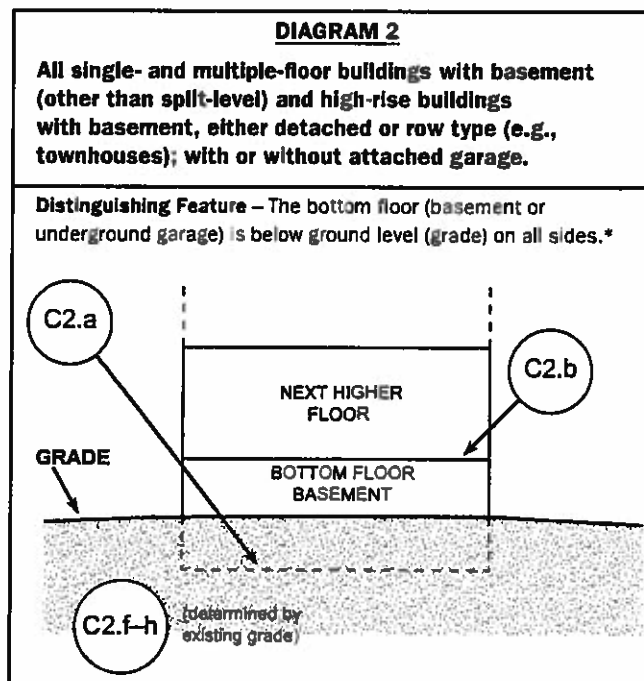 DIAGRAM 2
All single- and multiple-floor buildings with basement
(other than split-level) and high-rise buildings
with basement, either detached or row type (e.g.,
townhouses); with or without attached garage.
Distinguishing Feature – The bottom floor (basement or
underground garage) is below ground level (grade) on all sides.*
C2.a
C2.b
NEXT HIGHER
FLOOR
GRADE
BOTTOM FLOOR
BASEMENT
C2.f–h
(determined by
existing grade)